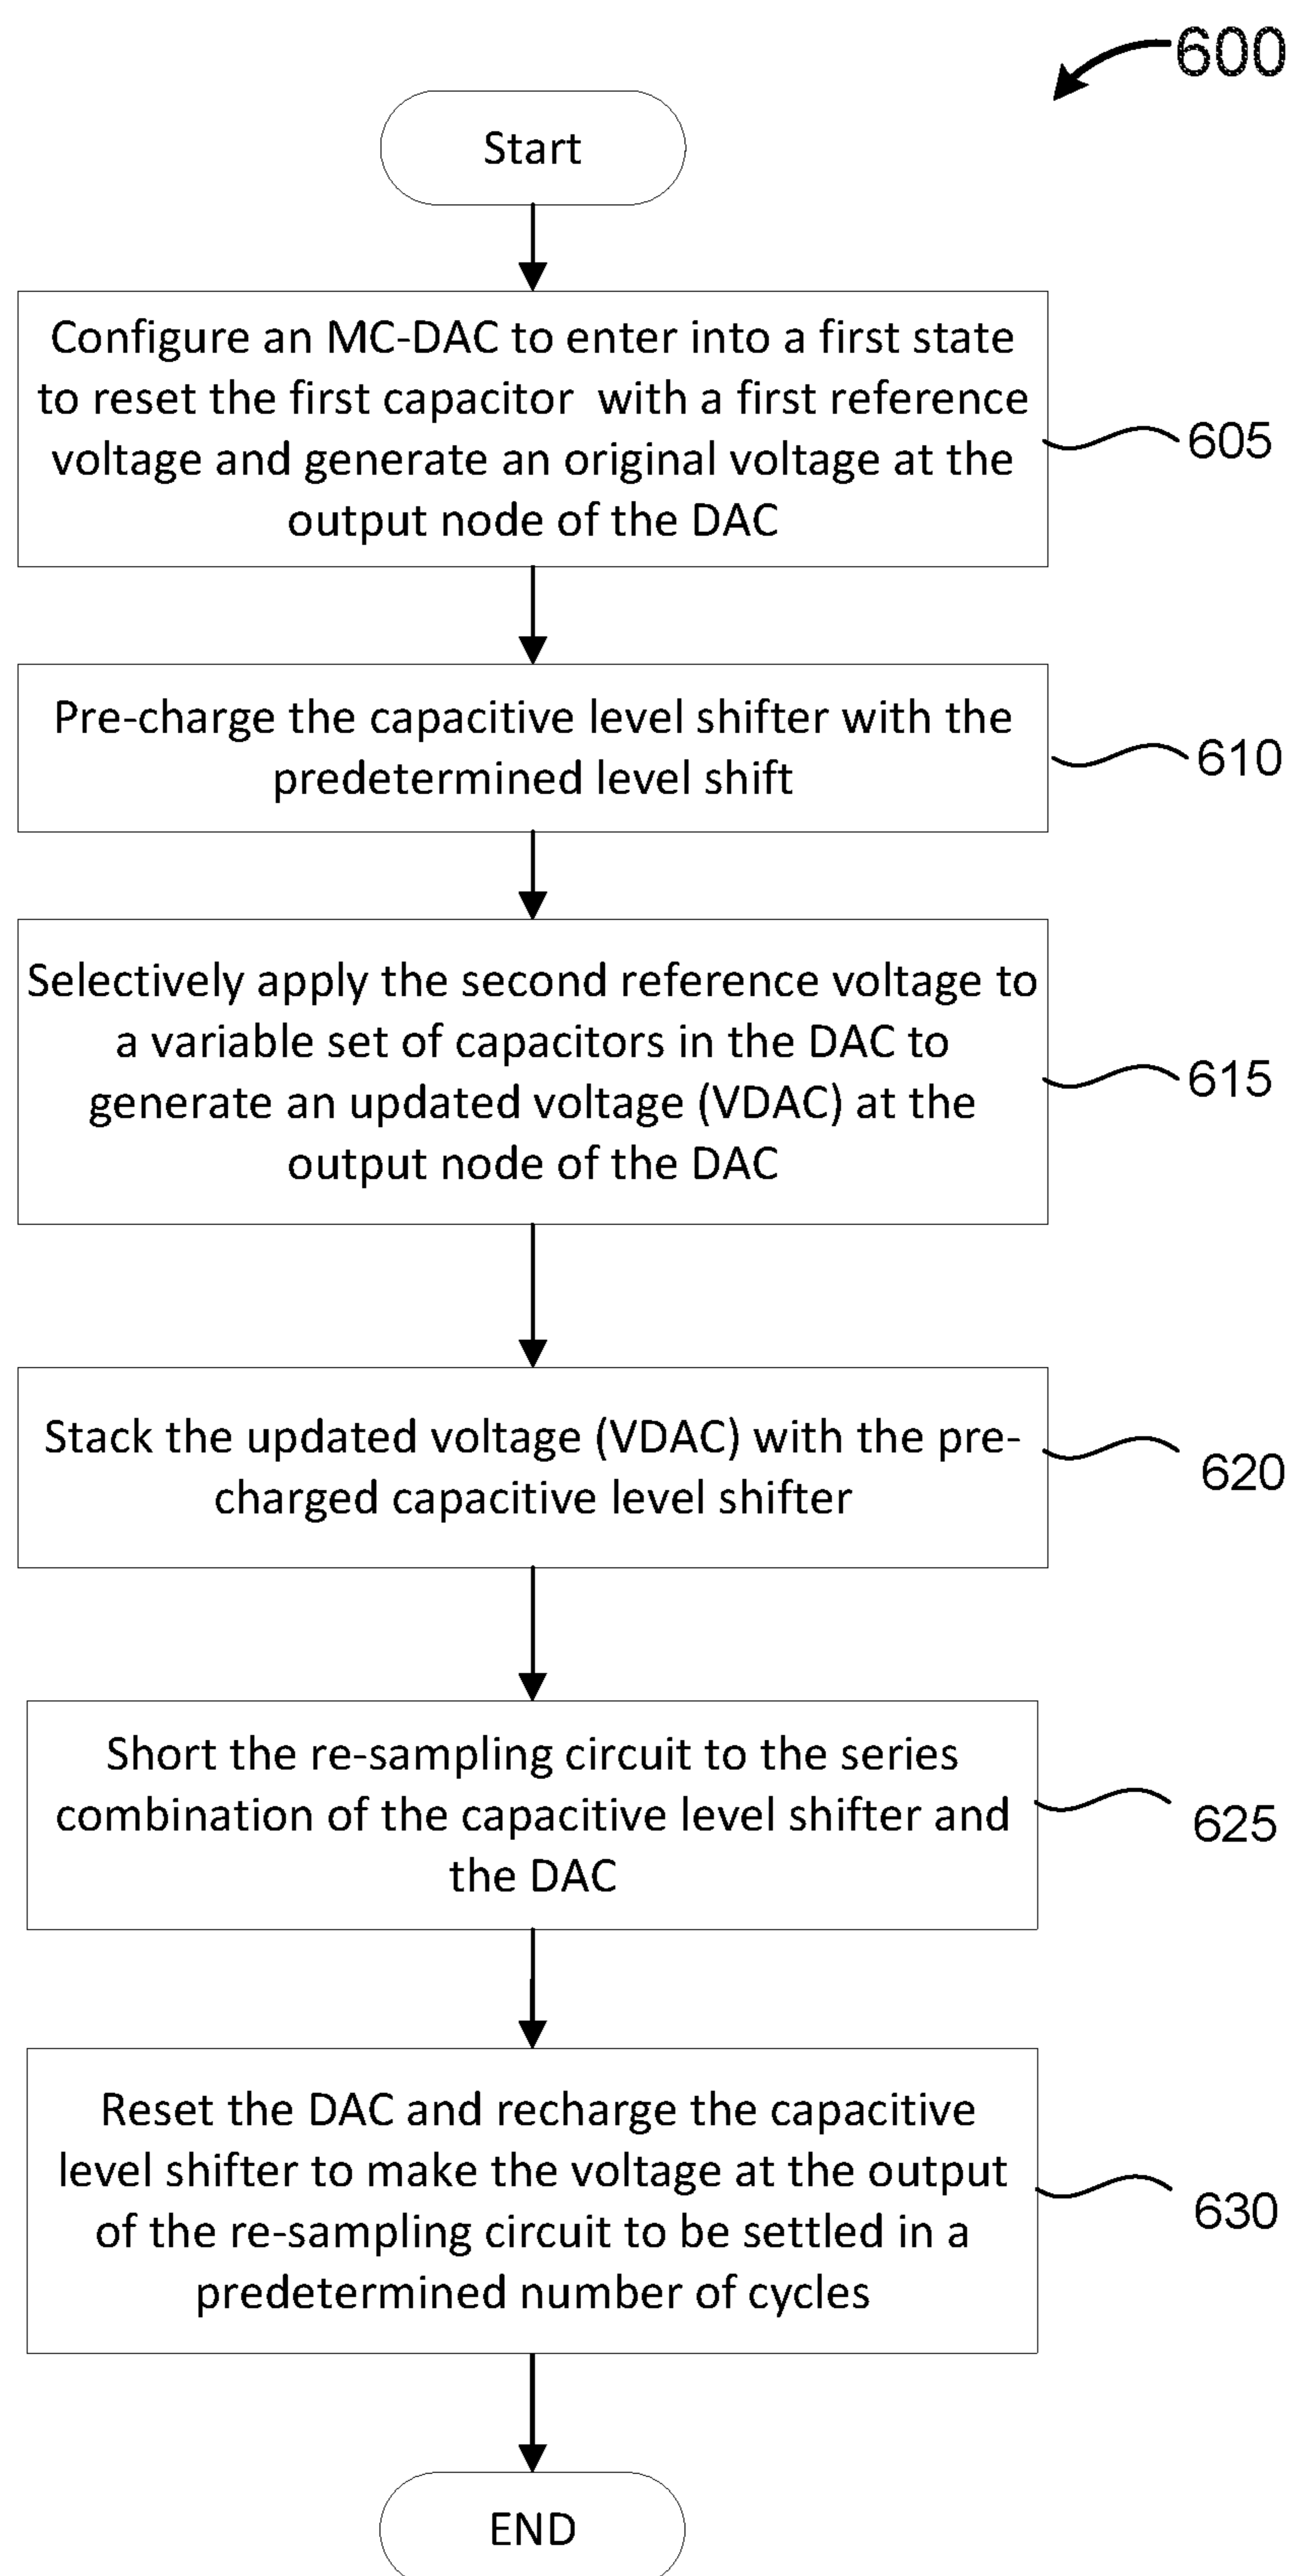 600
Start
Configure an MC-DAC to enter into a first state
to reset the first capacitor with a first reference
voltage and generate an original voltage at the
output node of the DAC
605
Pre-charge the capacitive level shifter with the
predetermined level shift
610
Selectively apply the second reference voltage to
a variable set of capacitors in the DAC to
generate an updated voltage (VDAC) at the
output node of the DAC
615
Stack the updated voltage (VDAC) with the pre-
charged capacitive level shifter
620
Short the re-sampling circuit to the series
combination of the capacitive level shifter and
the DAC
625
Reset the DAC and recharge the capacitive
level shifter to make the voltage at the output
of the re-sampling circuit to be settled in a
predetermined number of cycles
630
END